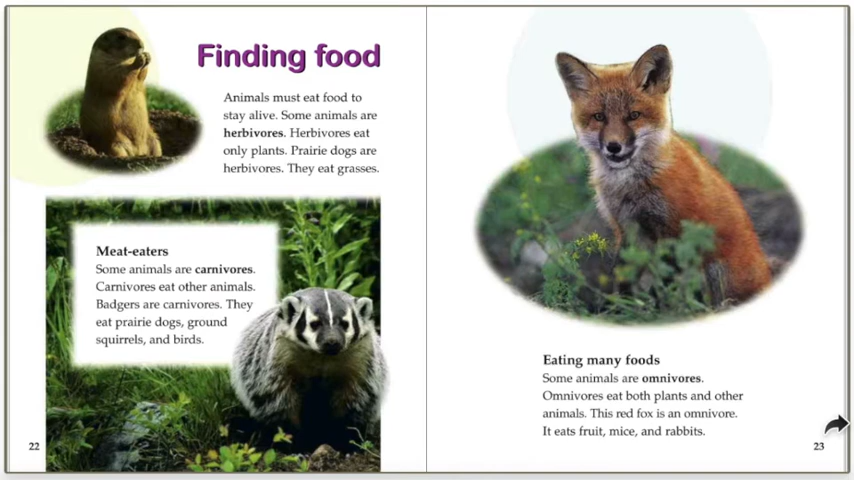 Finding food
Animals must eat food to
stay alive. Some animals are
herbivores. Herbivores eat
only plants. Prairie dogs are
herbivores. They eat grasses.
Meat-eaters
Some animals are carnivores.
Carnivores eat other animals.
Badgers are carnivores. They
eat prairie dogs, ground
squirrels, and birds.
22
Eating many foods
Some animals are omnivores.
Omnivores eat both plants and other
animals. This red fox is an omnivore.
It eats fruit, mice, and rabbits.
23